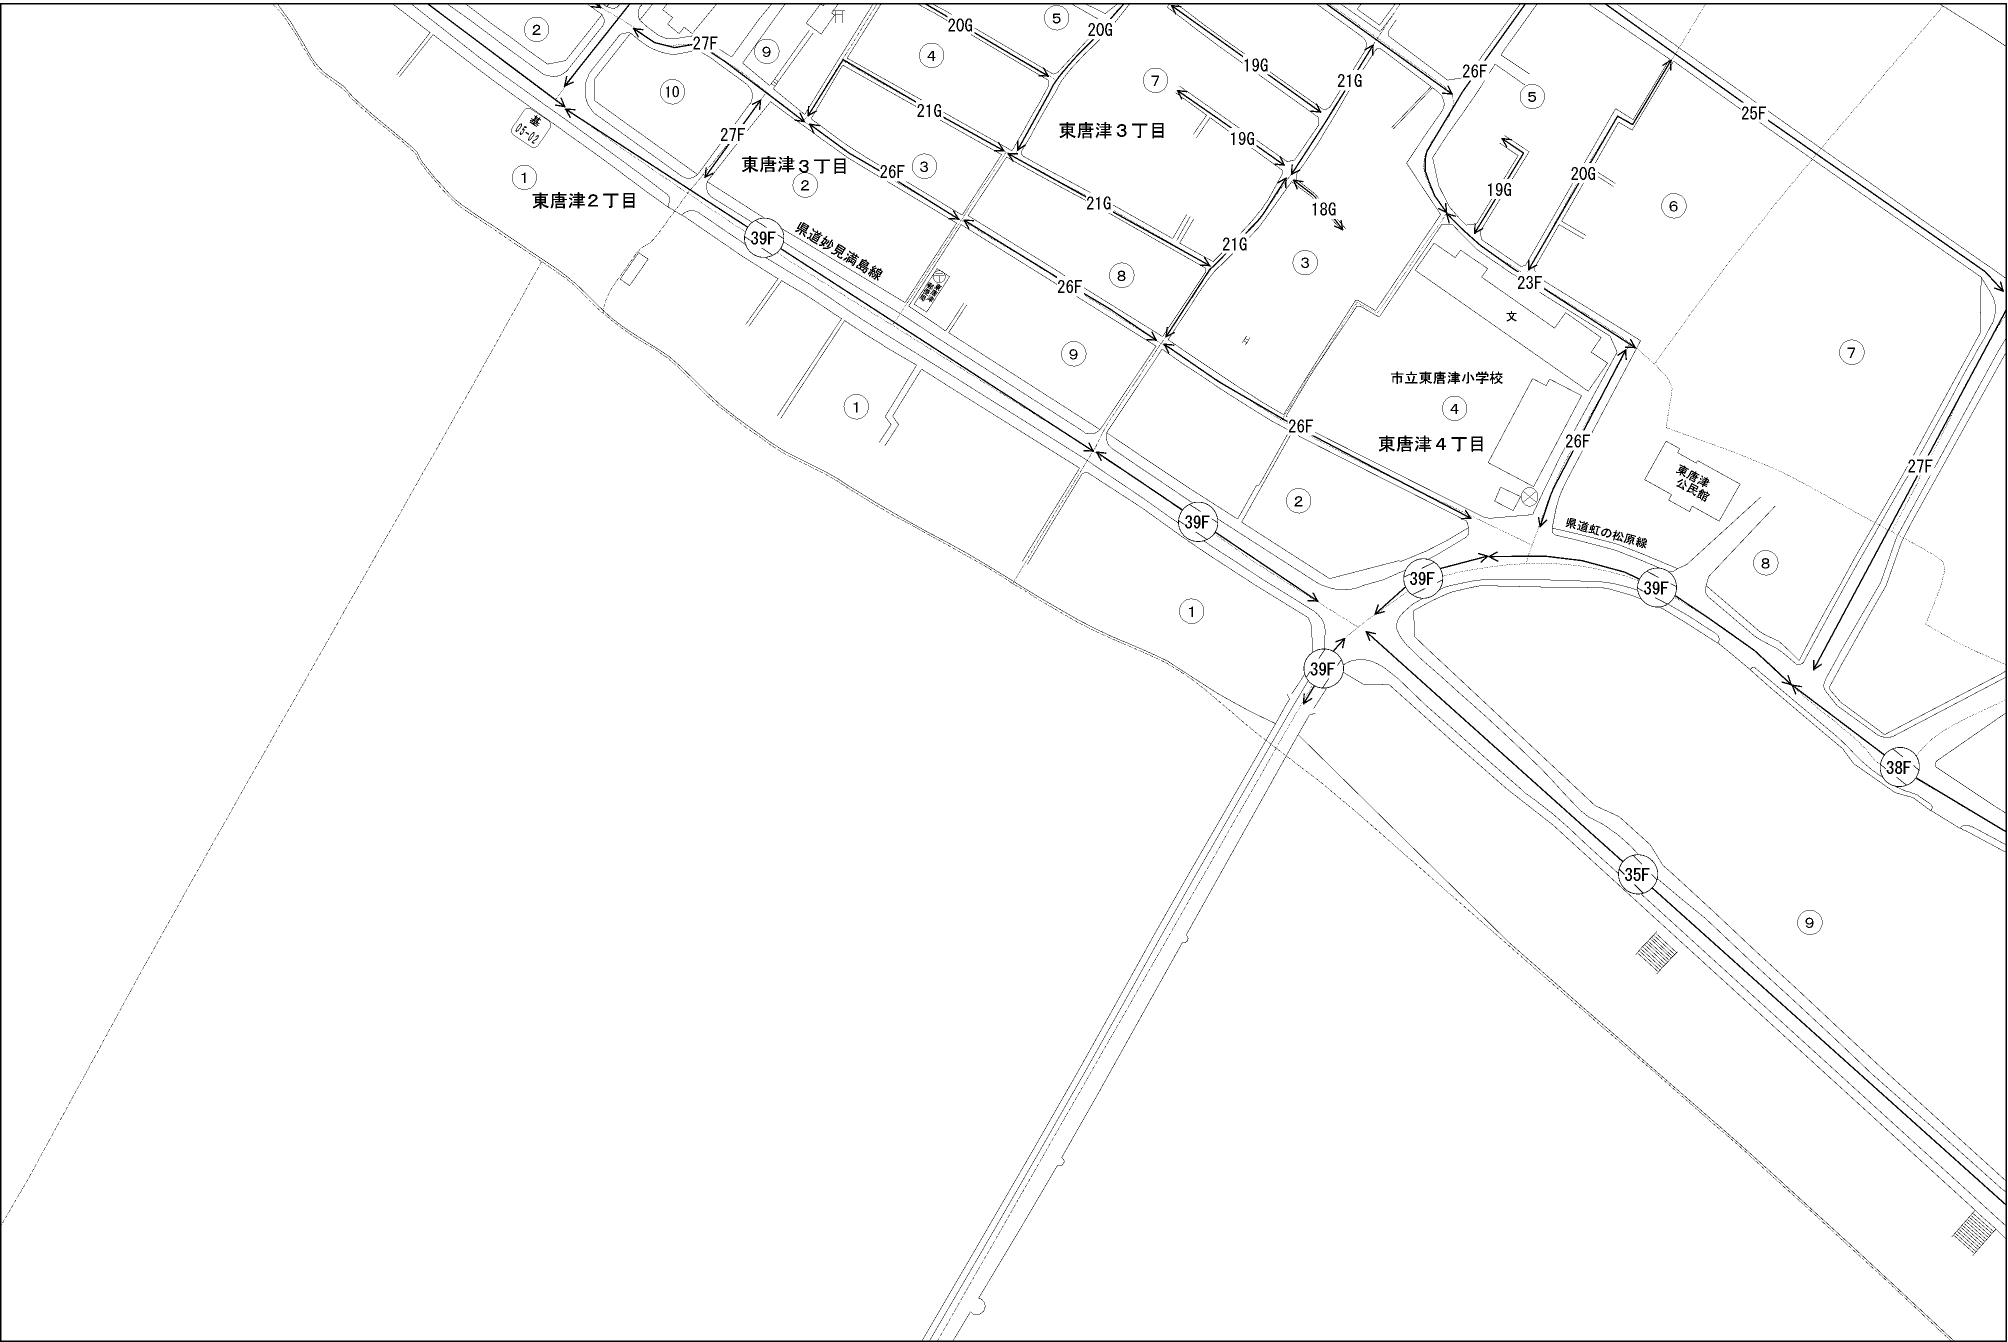 ②
27F
⑨
20G
⑤
20G
④
⑦
19G
21G
26F
⑤
25F
⑩
基
05-02
27F
21G
東唐津３丁目
19G
①
東唐津２丁目
東唐津３丁目
②
26F
③
21G
18G
19G
20G
⑥
39F
県道妙見満島線
21G
③
⑧
26F
23F
文
⑨
⑦
市立東唐津小学校
④
①
26F
東唐津４丁目
26F
27F
東唐津
公民館
②
39F
県道虹の松原線
⑧
39F
39F
①
39F
38F
35F
⑨